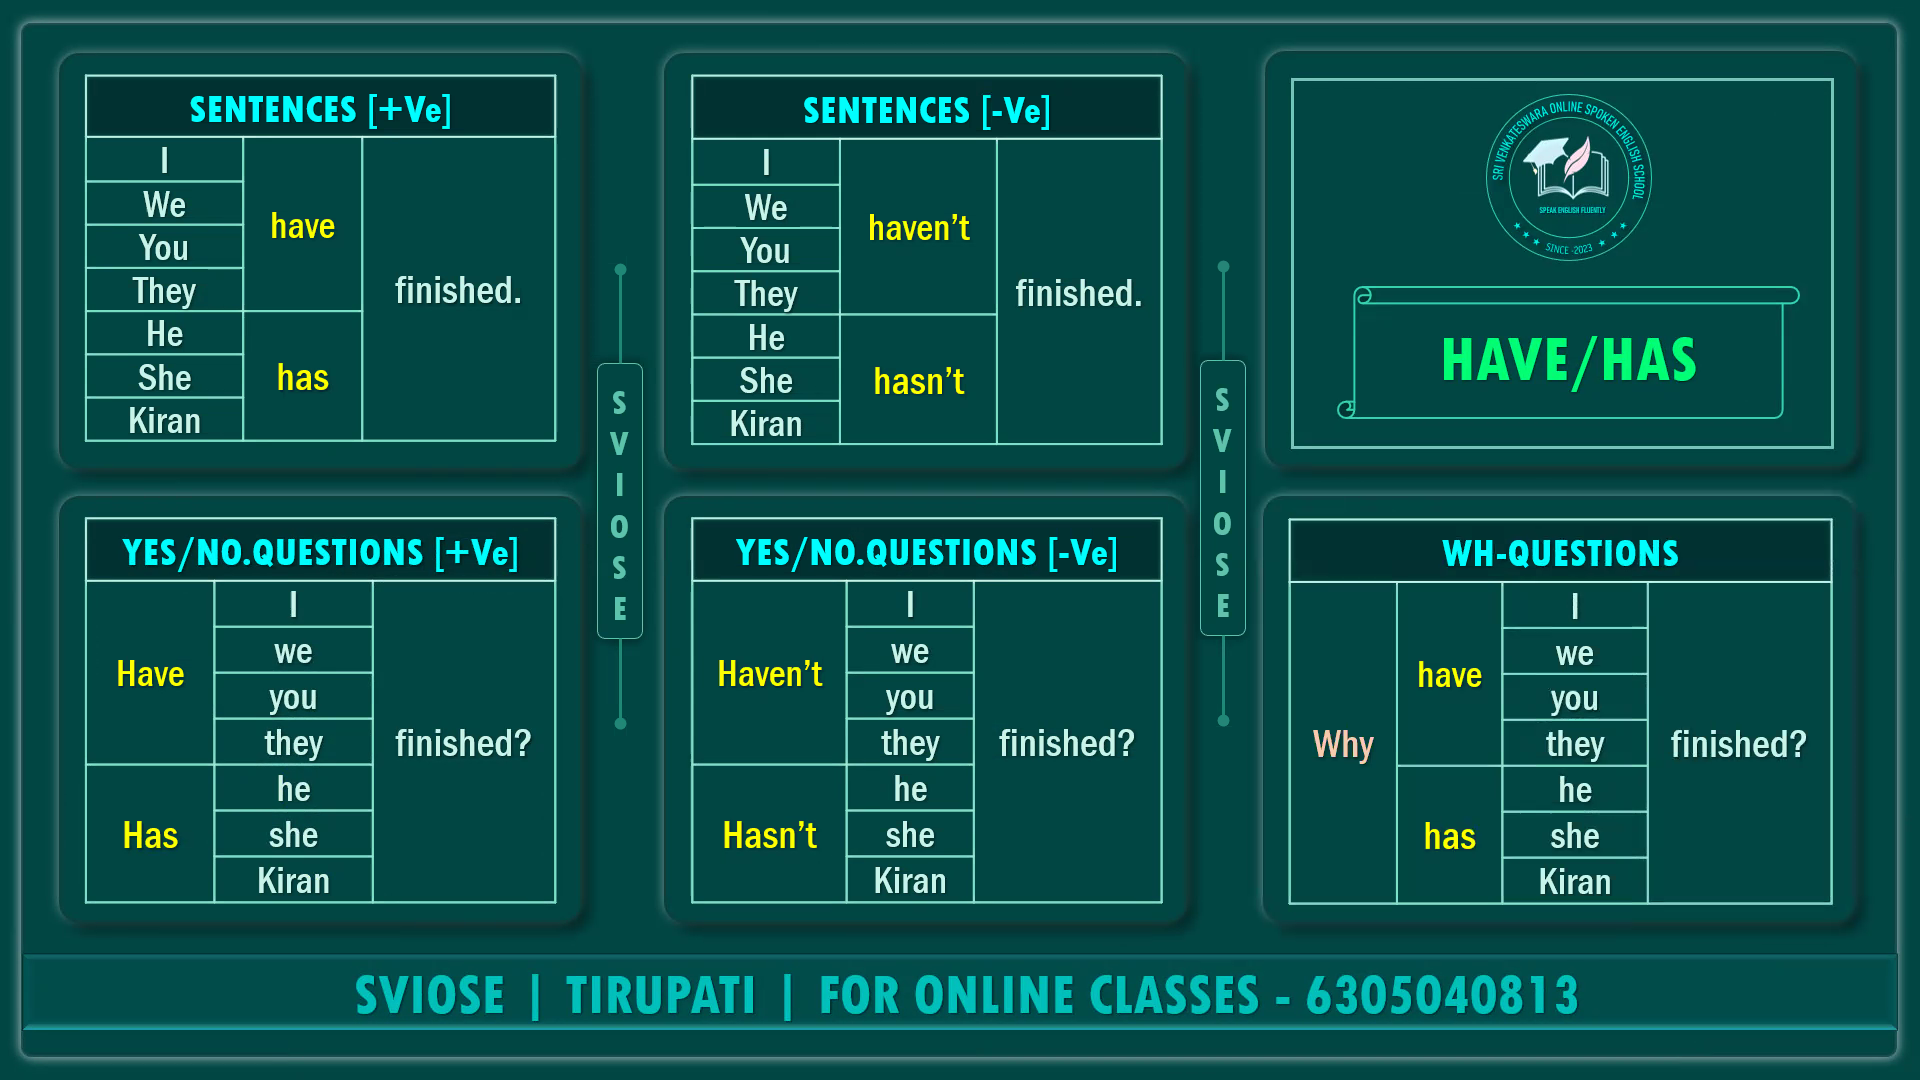 SENTENCES [+Ve]
I
We
You
They
He
She
Kiran
have
has
finished.
SENTENCES [-Ve]
I
We
You
They
He
She
Kiran
haven't
hasn't
finished.
SRI VENKATESWARA ONLINE SPOKEN ENGLISH SCHOOL
SPEAK ENGLISH FLUENTLY
SINCE -2023
HAVE/HAS
SVIOSE
SVIOSE
YES/NO.QUESTIONS [+Ve]
Have
Has
I
we
you
they
he
she
Kiran
finished?
YES/NO.QUESTIONS [-Ve]
Haven't
Hasn't
I
we
you
they
he
she
Kiran
finished?
WH-QUESTIONS
Why
have
has
I
we
you
they
he
she
Kiran
finished?
SVIOSE | TIRUPATI | FOR ONLINE CLASSES - 6305040813